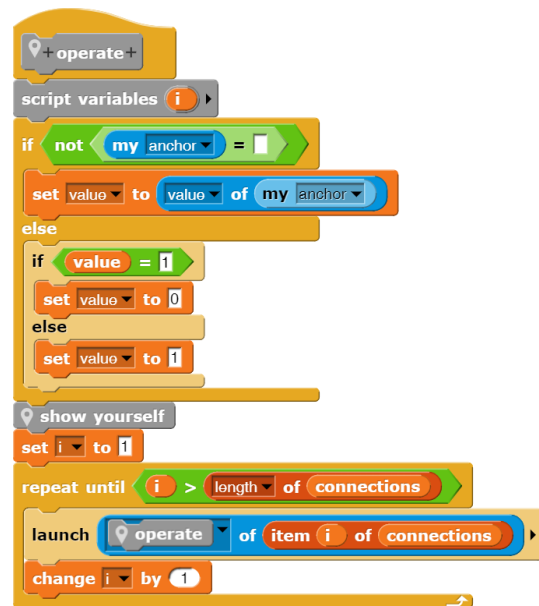 +operate+
script variables i
if not my anchor =
set value to value of my anchor
else
if value = 1
set value to 0
else
set value to 1
show yourself
set i to 1
repeat until i > length of connections
launch operate of item i of connections
change i by 1